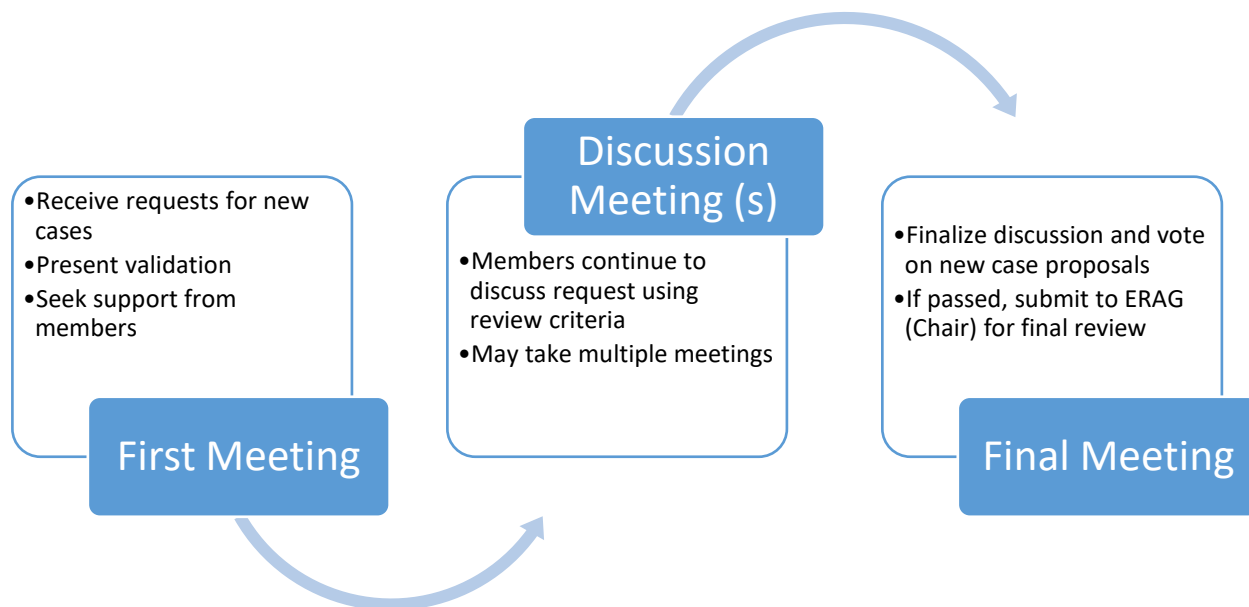 •Receive requests for new
cases
•Present validation
•Seek support from
members
First Meeting
Discussion
Meeting (s)
•Members continue to
discuss request using
review criteria
•May take multiple meetings
•Finalize discussion and vote
on new case proposals
•If passed, submit to ERAG
(Chair) for final review
Final Meeting